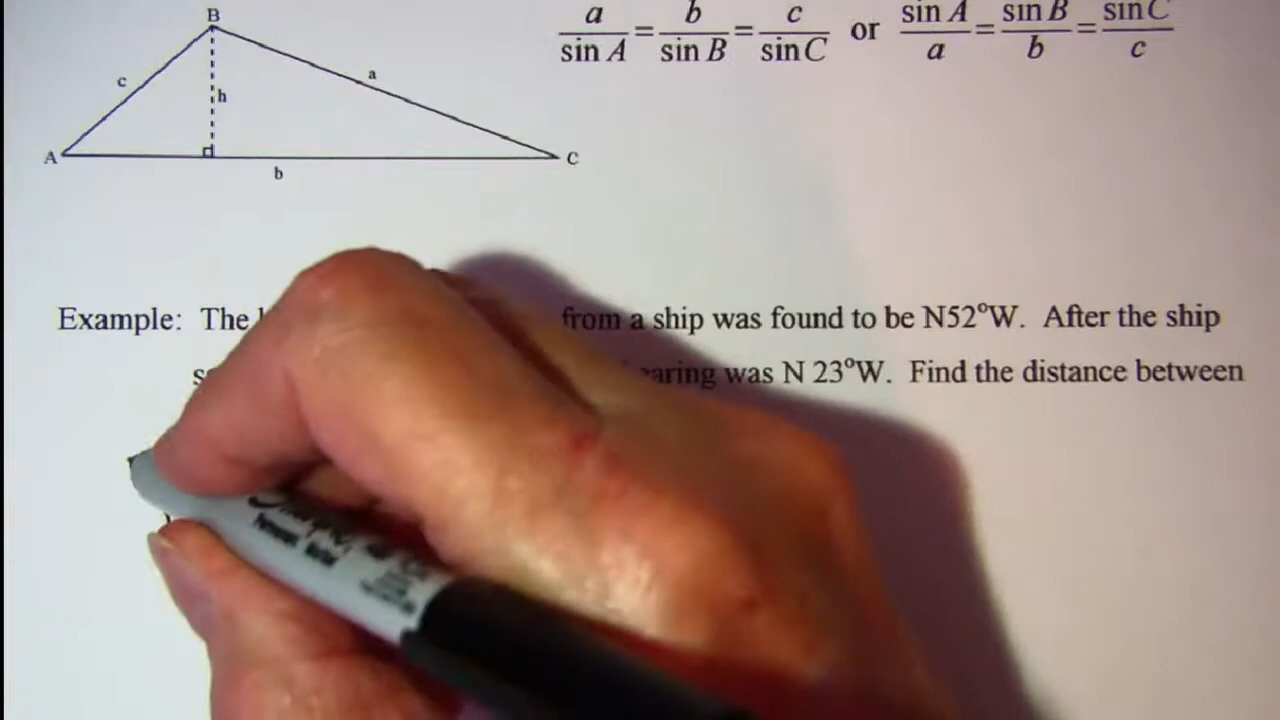 B
a/sin A = b/sin B = c/sin C or sin A/a = sin B/b = sin C/c
c
a
h
A
C
b
Example: The from a ship was found to be N52°W. After the ship
was N 23°W. Find the distance between